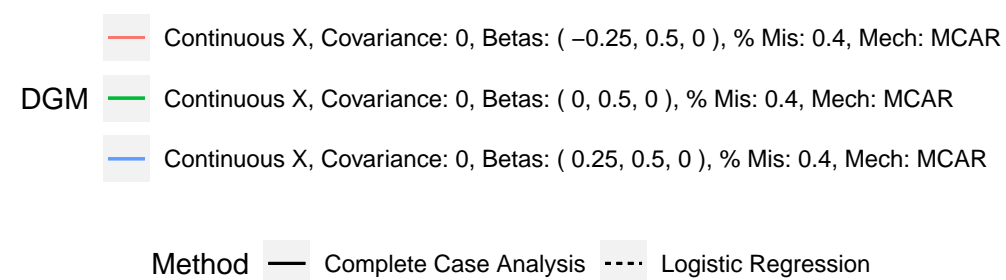 Continuous X, Covariance: 0, Betas: ( −0.25, 0.5, 0 ), % Mis: 0.4, Mech: MCAR
DGM Continuous X, Covariance: 0, Betas: ( 0, 0.5, 0 ), % Mis: 0.4, Mech: MCAR
Continuous X, Covariance: 0, Betas: ( 0.25, 0.5, 0 ), % Mis: 0.4, Mech: MCAR
Method Complete Case Analysis Logistic Regression